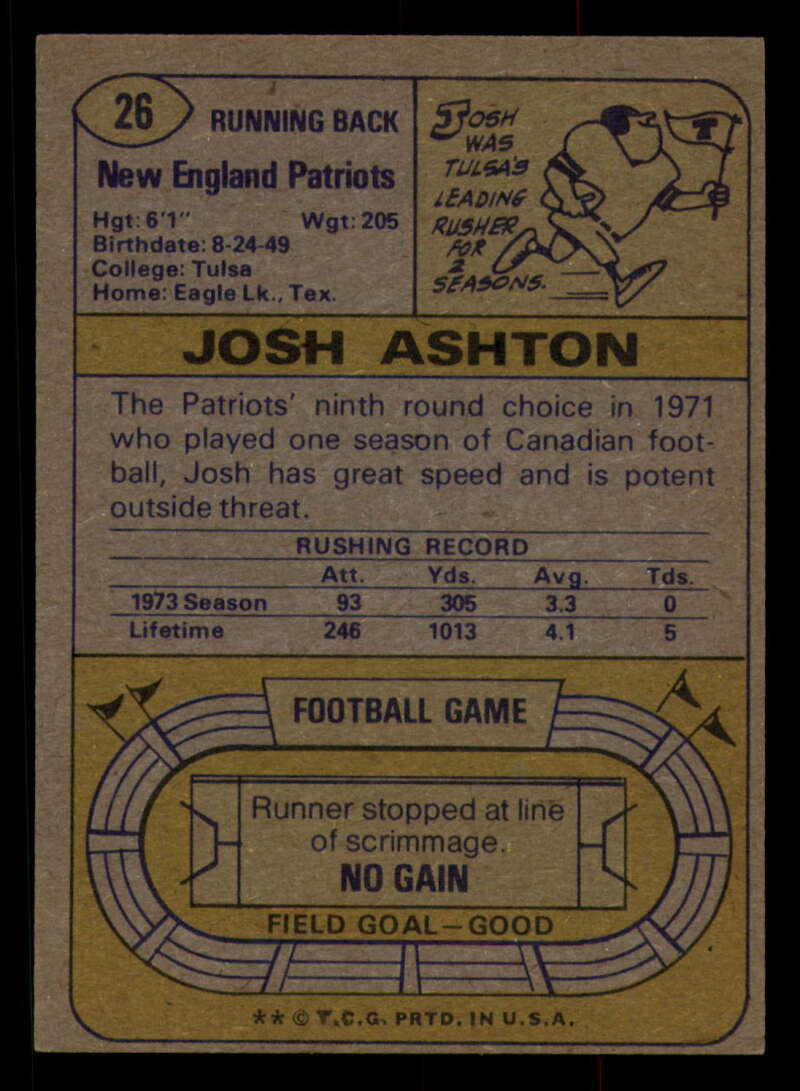 26
RUNNING BACK
New England Patriots
Hgt: 6'1" Wgt: 205
Birthdate: 8-24-49
College: Tulsa
Home: Eagle Lk., Tex.
JOSH
WAS
TULSA'S
LEADING
RUSHER
FOR
2
SEASONS.
T
JOSH ASHTON
The Patriots' ninth round choice in 1971
who played one season of Canadian foot-
ball, Josh has great speed and is potent
outside threat.
RUSHING RECORD
Att. Yds. Avg. Tds.
1973 Season 93 305 3.3 0
Lifetime 246 1013 4.1 5
FOOTBALL GAME
Runner stopped at line
of scrimmage.
NO GAIN
FIELD GOAL—GOOD
** © T.C.G. PRTD. IN U.S.A.